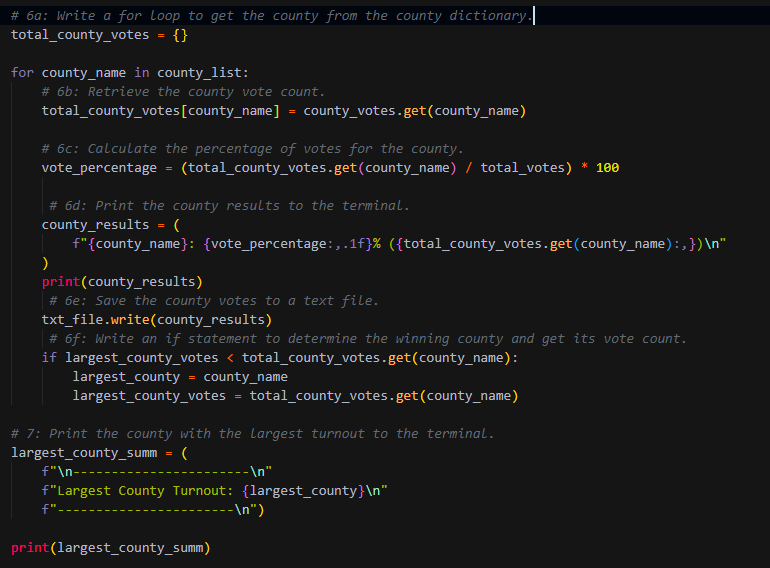 # 6a: Write a for loop to get the county from the county dictionary.
total_county_votes = {}

for county_name in county_list:
    # 6b: Retrieve the county vote count.
    total_county_votes[county_name] = county_votes.get(county_name)

    # 6c: Calculate the percentage of votes for the county.
    vote_percentage = (total_county_votes.get(county_name) / total_votes) * 100

     # 6d: Print the county results to the terminal.
    county_results = (
        f"{county_name}: {vote_percentage:,.1f}% ({total_county_votes.get(county_name):,})\n"
    )
    print(county_results)
     # 6e: Save the county votes to a text file.
    txt_file.write(county_results)
     # 6f: Write an if statement to determine the winning county and get its vote count.
    if largest_county_votes < total_county_votes.get(county_name):
        largest_county = county_name
        largest_county_votes = total_county_votes.get(county_name)

# 7: Print the county with the largest turnout to the terminal.
largest_county_summ = (
    f"\n-----------------------\n"
    f"Largest County Turnout: {largest_county}\n"
    f"-----------------------\n")

print(largest_county_summ)